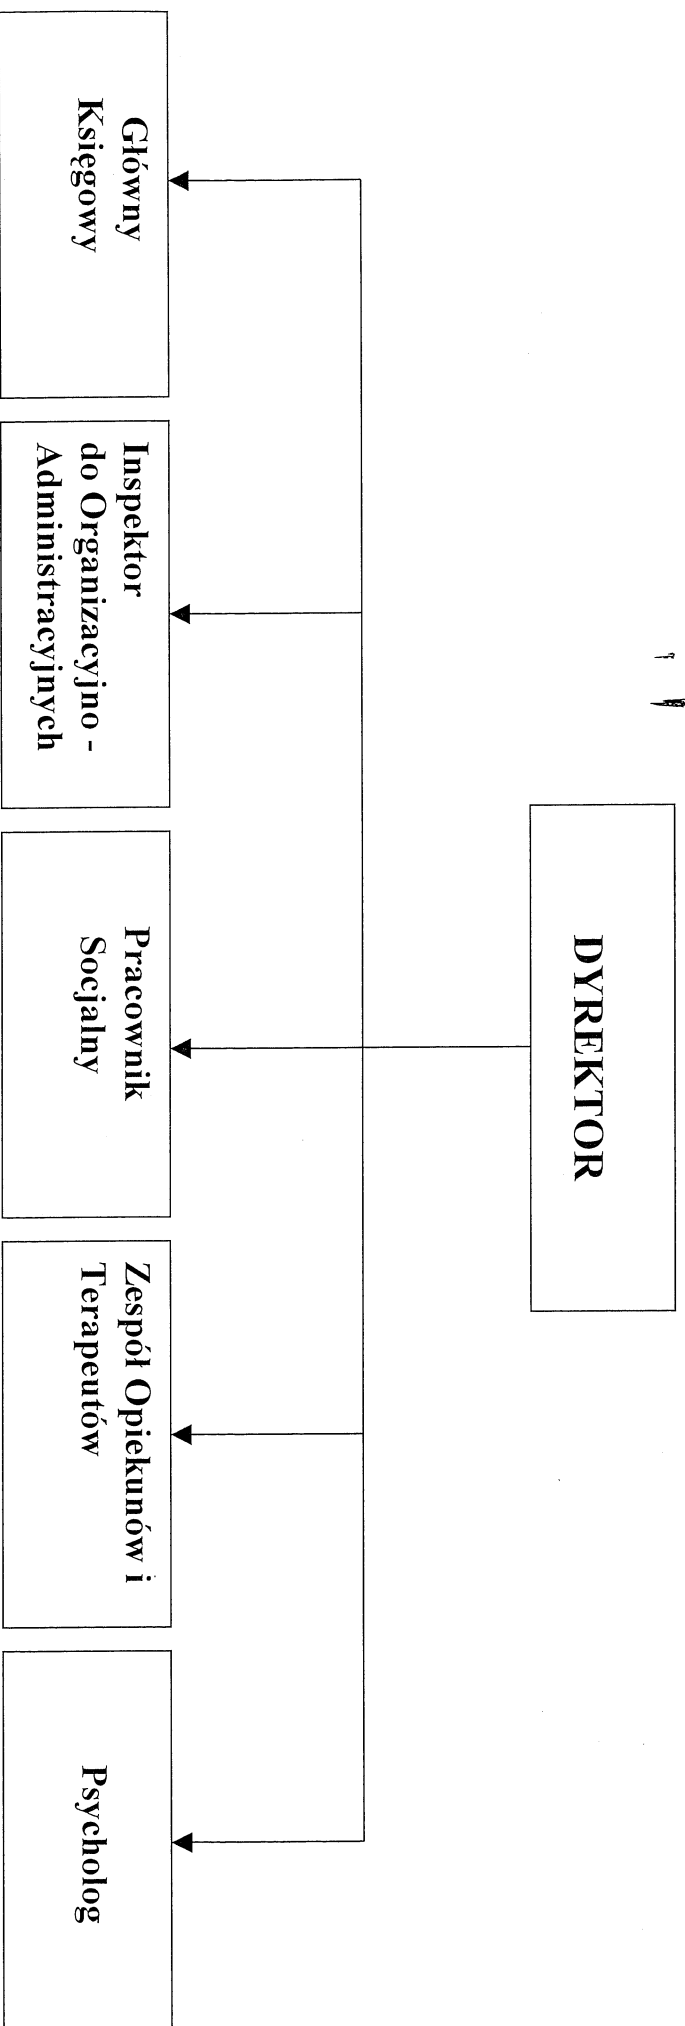 DYREKTOR
Główny
Księgowy
Inspektor
do Organizacyjno -
Administracyjnych
Pracownik
Socjalny
Zespół Opiekunów i
Terapeutów
Psycholog